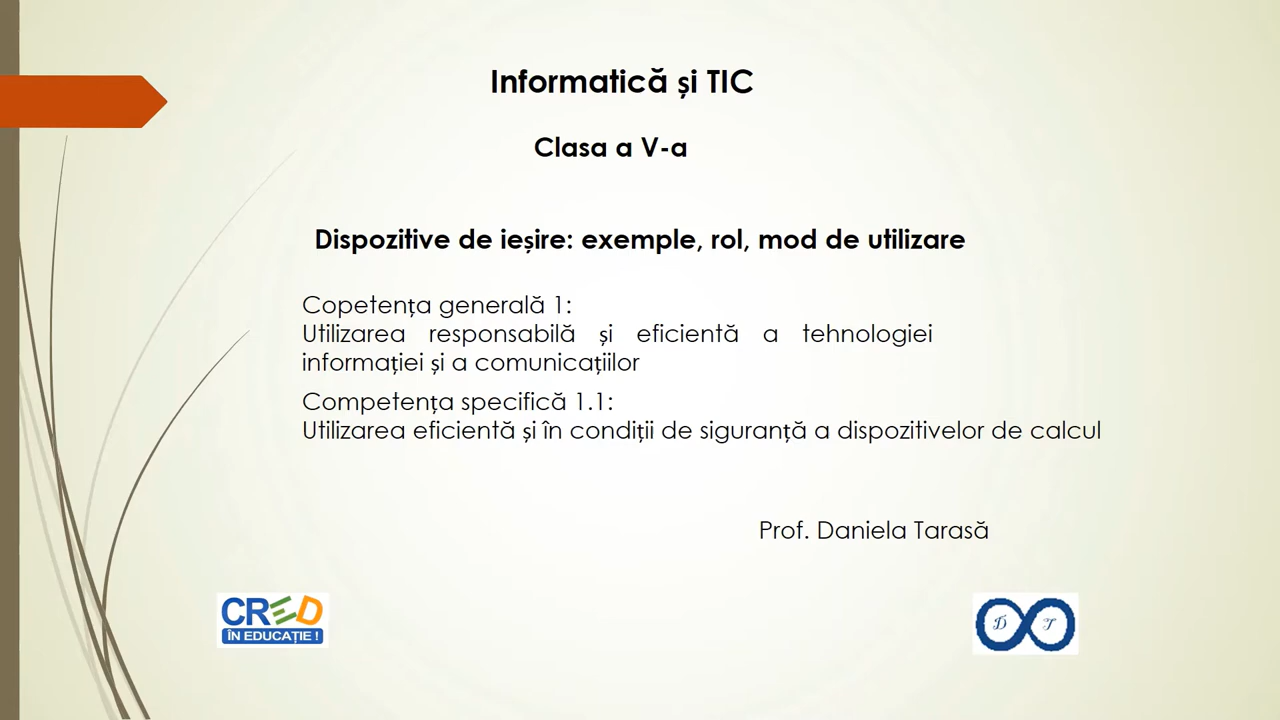 Informatică și TIC
Clasa a V-a
Dispozitive de ieșire: exemple, rol, mod de utilizare
Copetența generală 1:
Utilizarea responsabilă și eficientă a tehnologiei
informației și a comunicațiilor
Competența specifică 1.1:
Utilizarea eficientă și în condiții de siguranță a dispozitivelor de calcul
Prof. Daniela Tarasă
CRED
ÎN EDUCAȚIE !
D T